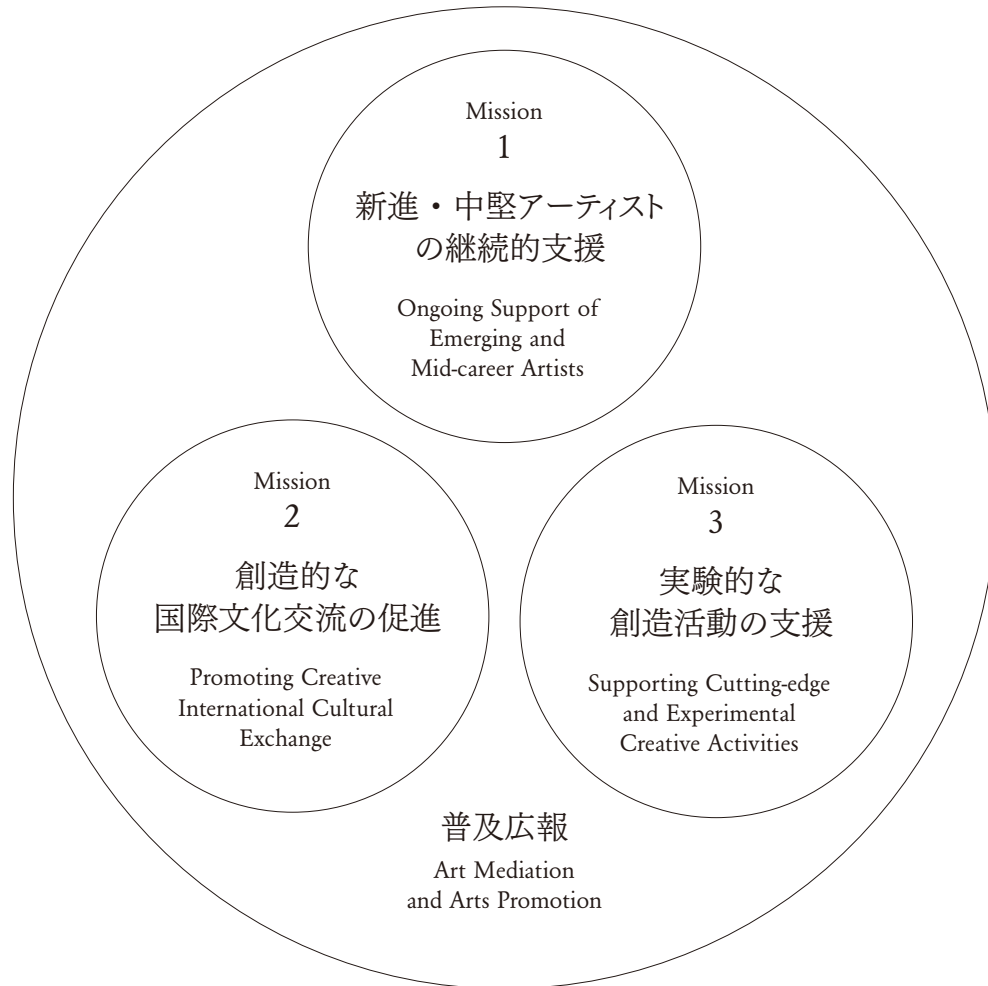 Mission
1
新進・中堅アーティスト
の継続的支援
Ongoing Support of
Emerging and
Mid-career Artists
Mission
2
創造的な
国際文化交流の促進
Promoting Creative
International Cultural
Exchange
Mission
3
実験的な
創造活動の支援
Supporting Cutting-edge
and Experimental
Creative Activities
普及広報
Art Mediation
and Arts Promotion